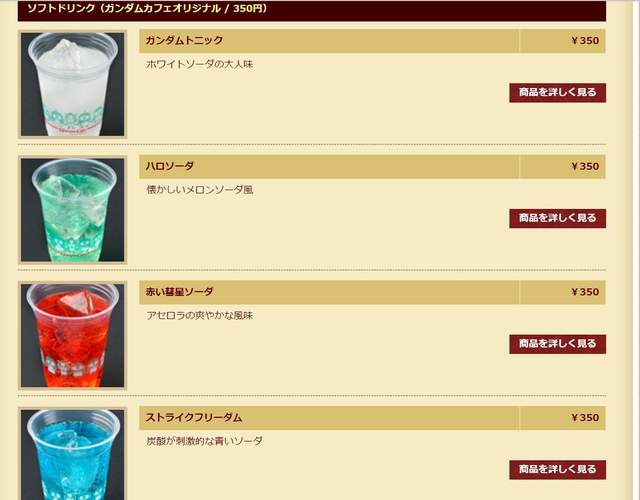 ソフトドリンク（ガンダムカフェオリジナル / 350円）
ガンダムトニック ￥350
ホワイトソーダの大人味
商品を詳しく見る
ハロソーダ ￥350
懐かしいメロンソーダ風
商品を詳しく見る
赤い彗星ソーダ ￥350
アセロラの爽やかな風味
商品を詳しく見る
ストライクフリーダム ￥350
炭酸が刺激的な青いソーダ
商品を詳しく見る